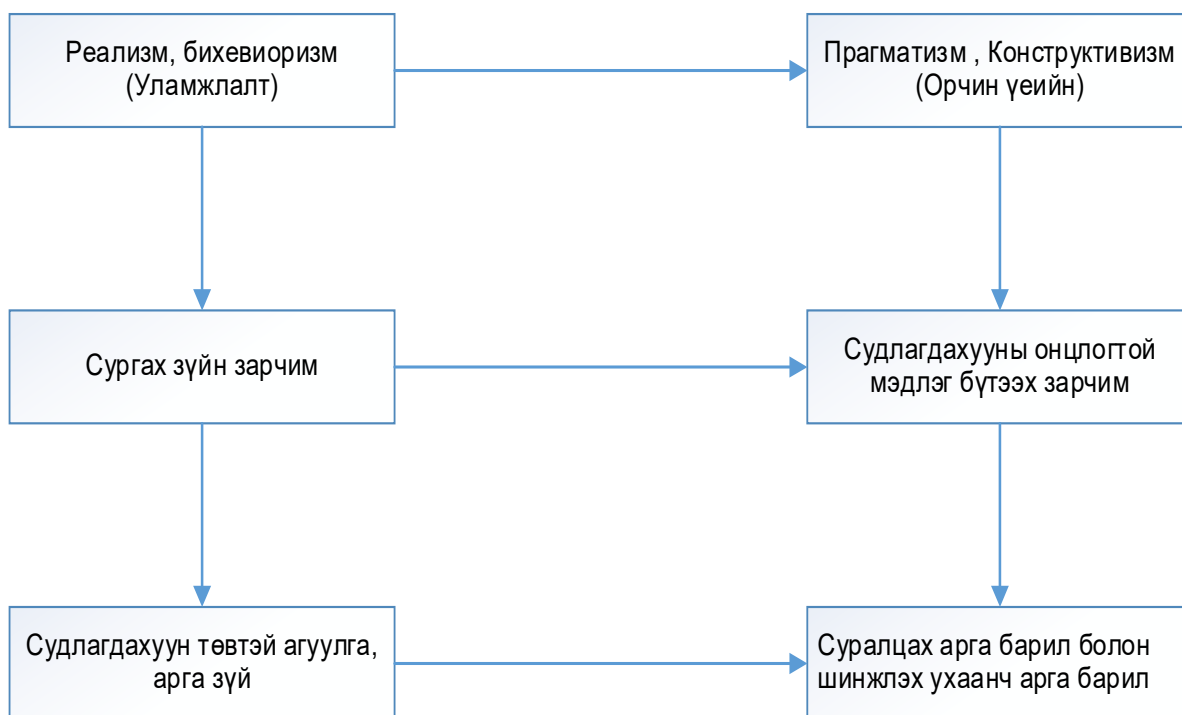 Реализм, бихевиоризм
(Уламжлалт)
Прагматизм , Конструктивизм
(Орчин үеийн)
Сургах зүйн зарчим
Судлагдахууны онцлогтой
мэдлэг бүтээх зарчим
Судлагдахуун төвтэй агуулга,
арга зүй
Суралцах арга барил болон
шинжлэх ухаанч арга барил